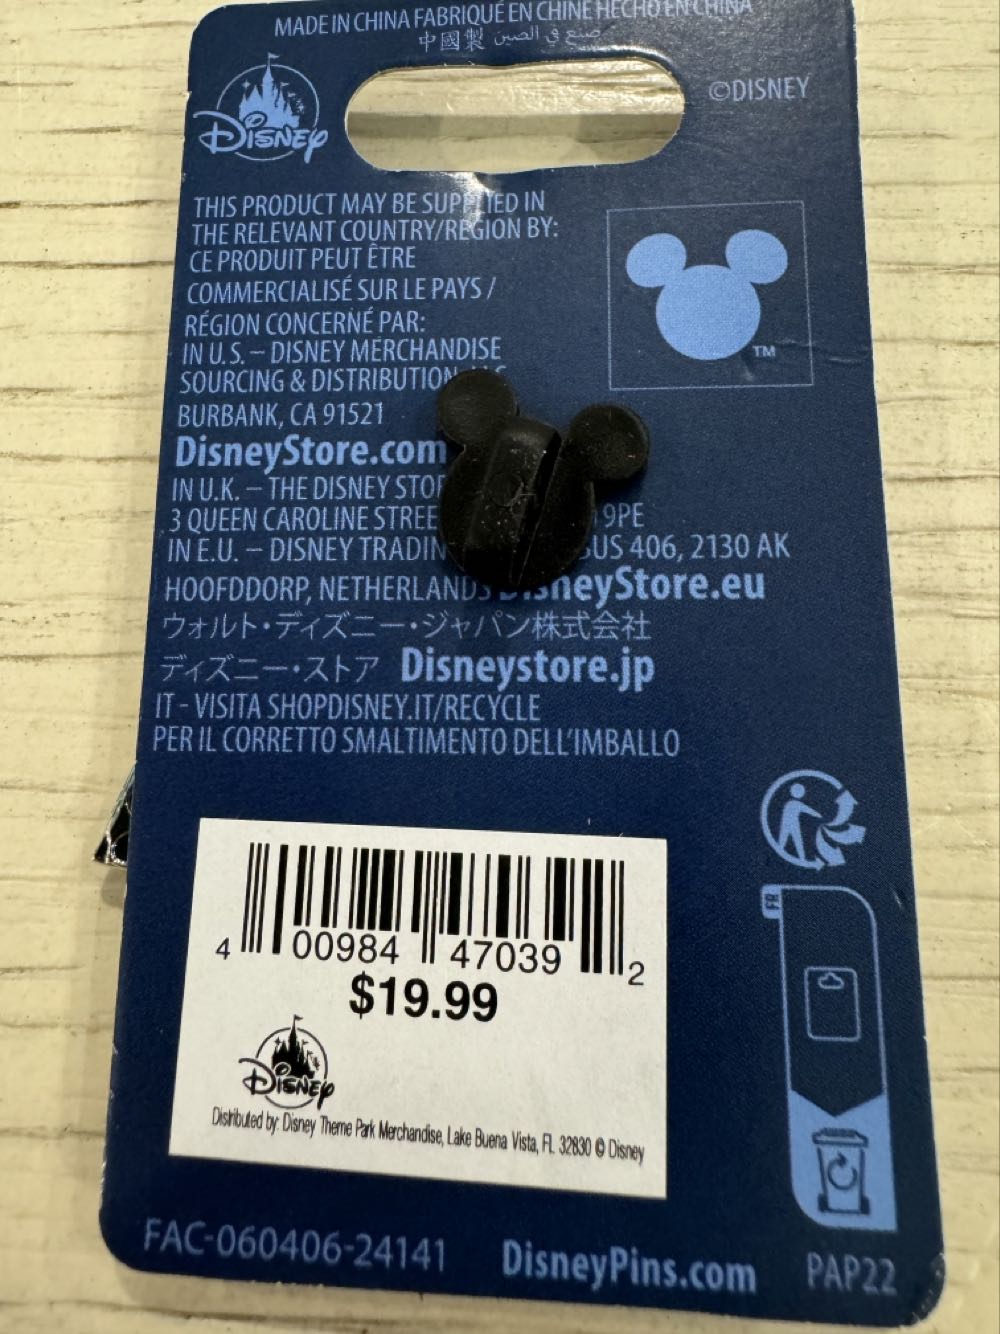 MADE IN CHINA FABRIQUÉ EN CHINE HECHO EN CHINA
中國製 صنع في الصين
©DISNEY
DISNEY
THIS PRODUCT MAY BE SUPPLIED IN
THE RELEVANT COUNTRY/REGION BY:
CE PRODUIT PEUT ÊTRE
COMMERCIALISÉ SUR LE PAYS /
RÉGION CONCERNÉ PAR:
TM
IN U.S. – DISNEY MERCHANDISE
SOURCING & DISTRIBUTION
BURBANK, CA 91521
DisneyStore.com
IN U.K. – THE DISNEY
3 QUEEN CAROLINE 9PE
IN E.U. – DISNEY 406, 2130 AK
HOOFDDORP, NETHERLANDS DisneyStore.eu
ウォルト・ディズニー・ジャパン株式会社
ディズニー・ストア Disneystore.jp
IT - VISITA SHOPDISNEY.IT/RECYCLE
PER IL CORRETTO SMALTIMENTO DELL'IMBALLO
FR
4 00984 47039 2
$19.99
DISNEY
Distributed by: Disney Theme Park Merchandise, Lake Buena Vista, FL 32830 © Disney
FAC-060406-24141 DisneyPins.com PAP22